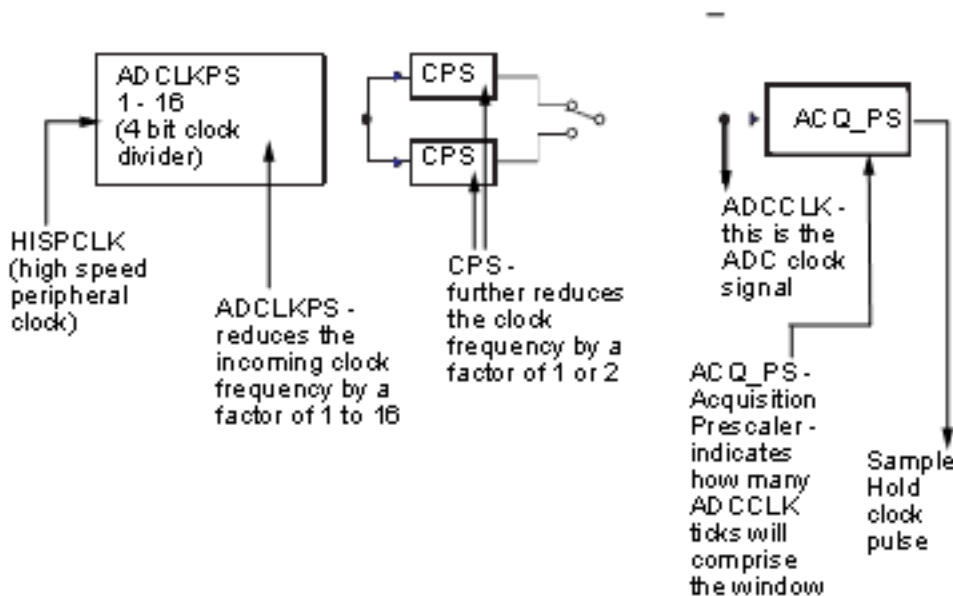 ADCLKPS
1 - 16
(4 bit clock
divider)
CPS
CPS
ACQ_PS
HISPCLK
(high speed
peripheral
clock)
ADCLKPS -
reduces the
incoming clock
frequency by a
factor of 1 to 16
CPS -
further reduces
the clock
frequency by a
factor of 1 or 2
ADCCLK -
this is the
ADC clock
signal
ACQ_PS -
Acquisition
Prescaler -
indicates
how many
ADCCLK
ticks will
comprise
the window
Sample
Hold
clock
pulse